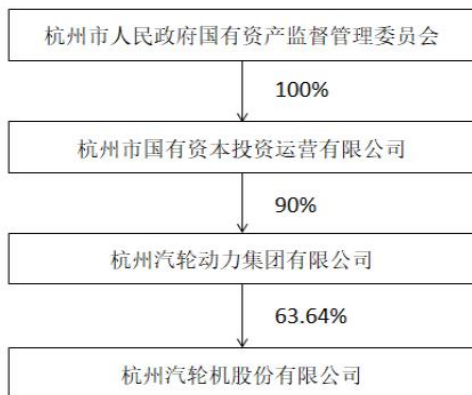 杭州市人民政府国有资产监督管理委员会
100%
杭州市国有资本投资运营有限公司
90%
杭州汽轮动力集团有限公司
63.64%
杭州汽轮机股份有限公司